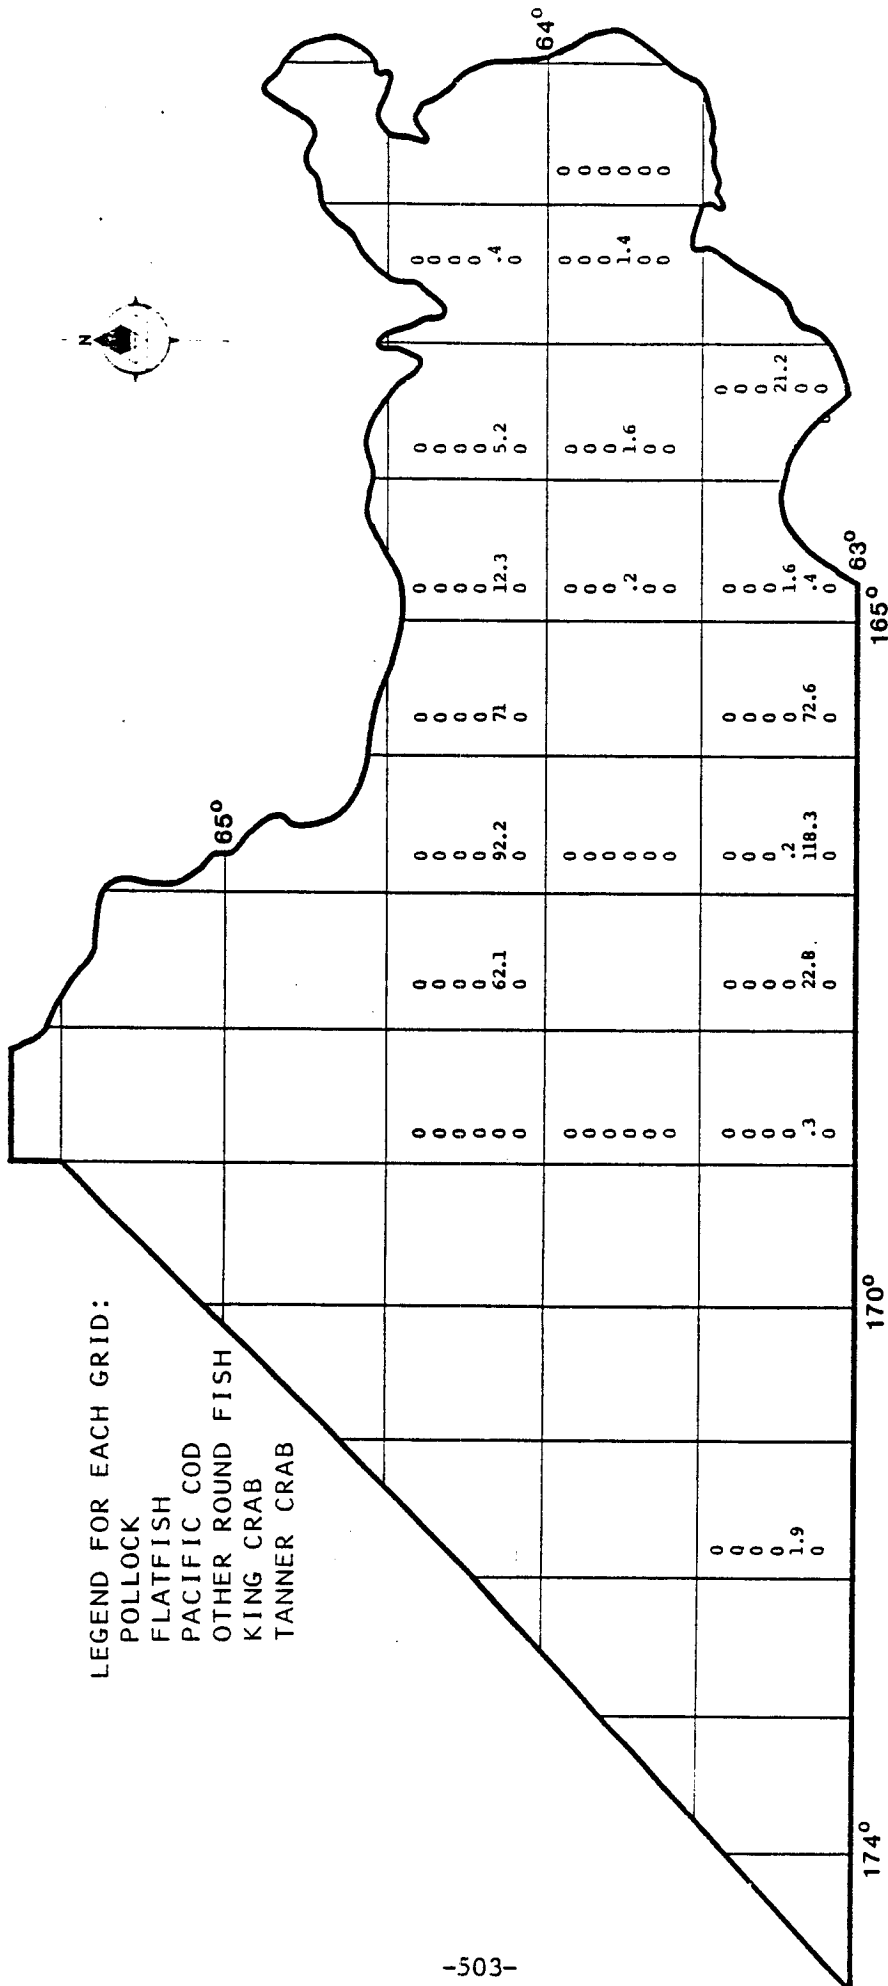 N
LEGEND FOR EACH GRID:
POLLOCK
FLATFISH
PACIFIC COD
OTHER ROUND FISH
KING CRAB
TANNER CRAB
65°
0 0 0 0 0 0 0
0 0 0 0 0 0 0
0 0 0 0 0 0 0
0 0 0 0 0 0 0
0 62.1 92.2 71 12.3 5.2 .4
0 0 0 0 0 0 0
64°
0 0 0 0 0 0
0 0 0 0 0 0
0 0 0 0 0 0
0 0 .2 1.6 1.4 0
0 0 0 0 0 0
0 0 0 0 0 0
0 0 0 0 0 0 0
0 0 0 0 0 0 0
0 0 0 0 0 0 0
0 0 0 .2 0 1.6 21.2
1.9 .3 22.8 118.3 72.6 .4 0
0 0 0 0 0 0 0
63°
174° 170° 165°
-503-